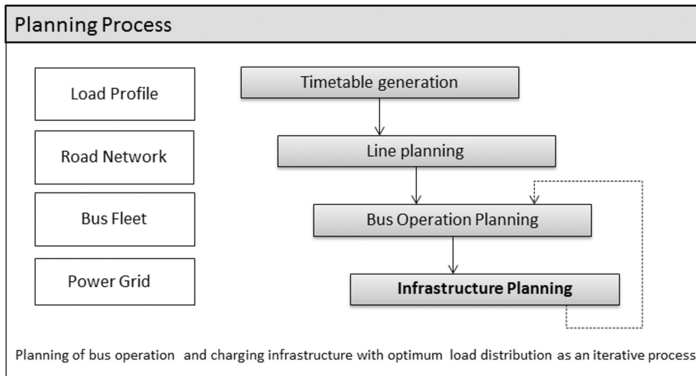 Planning Process
Load Profile
Timetable generation
Road Network
Line planning
Bus Fleet
Bus Operation Planning
Power Grid
Infrastructure Planning
Planning of bus operation and charging infrastructure with optimum load distribution as an iterative process